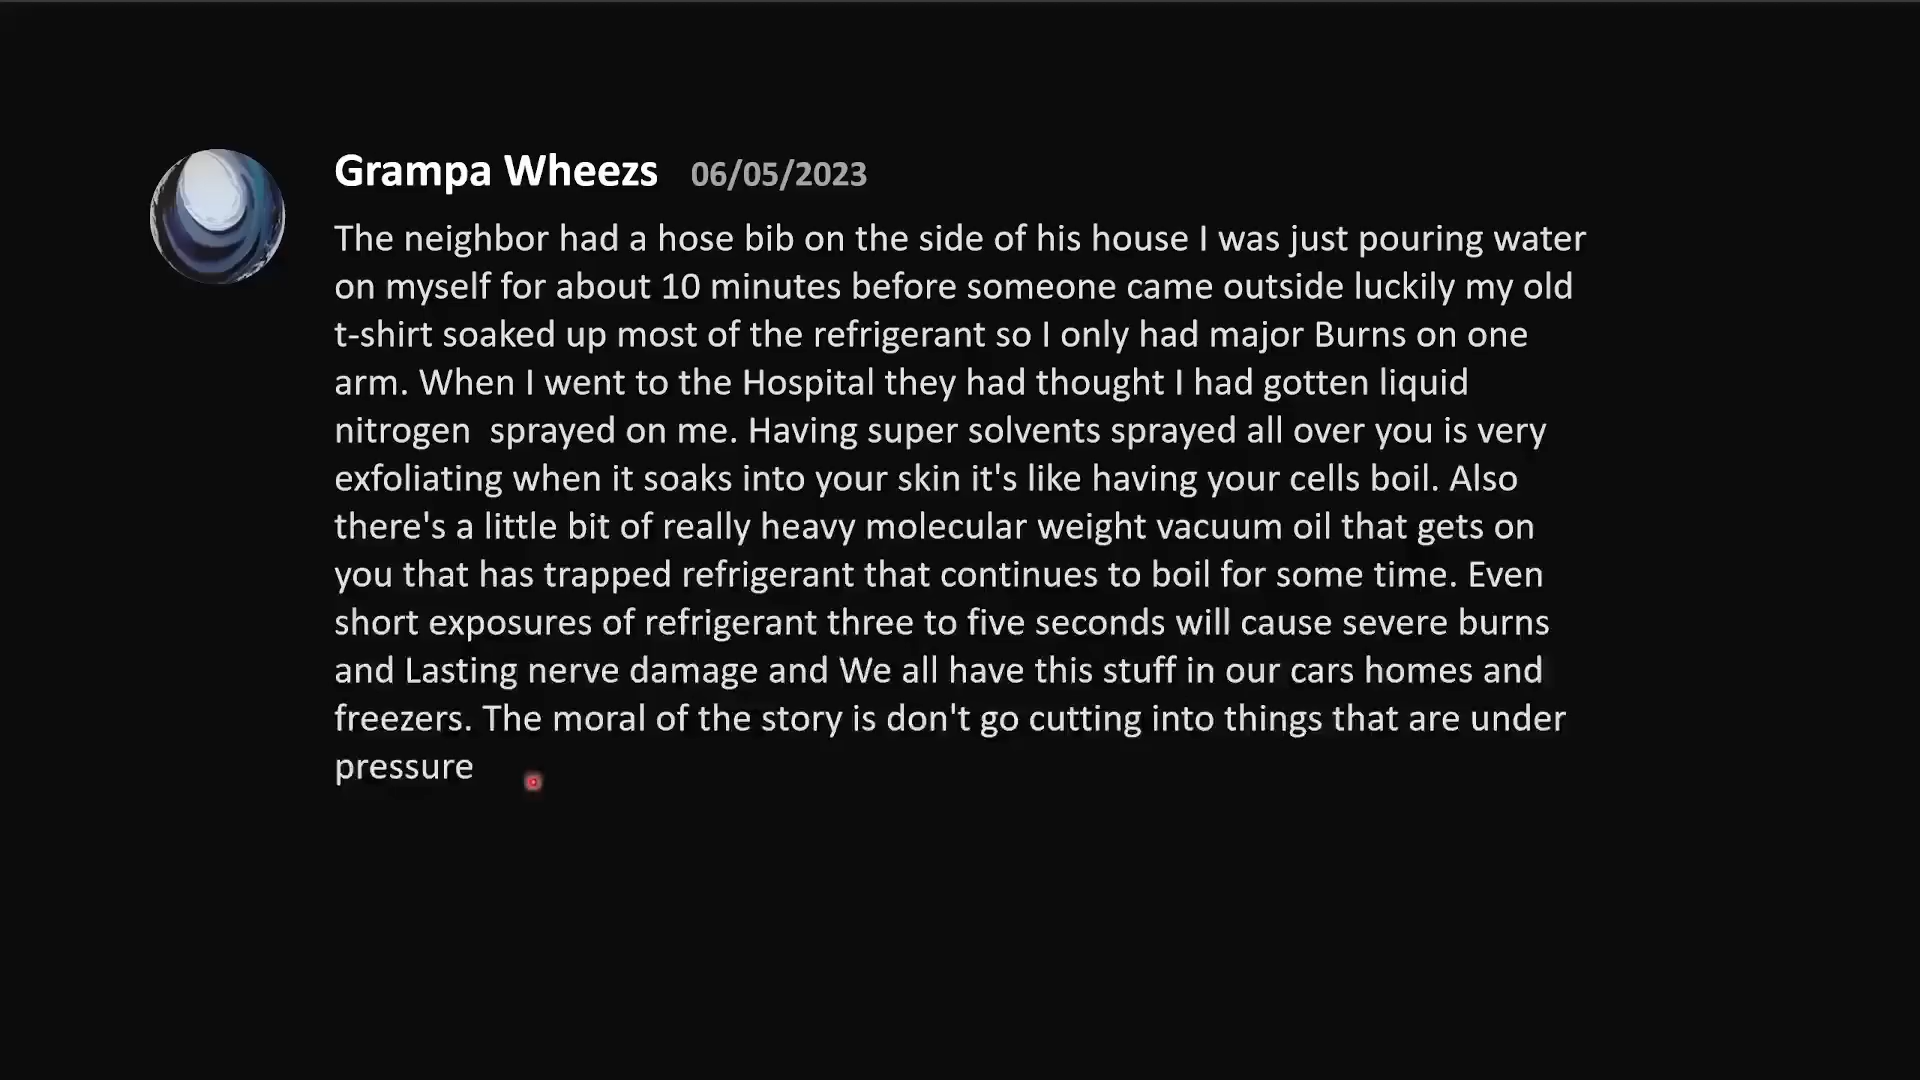 Grampa Wheezs 06/05/2023
The neighbor had a hose bib on the side of his house I was just pouring water
on myself for about 10 minutes before someone came outside luckily my old
t-shirt soaked up most of the refrigerant so I only had major Burns on one
arm. When I went to the Hospital they had thought I had gotten liquid
nitrogen  sprayed on me. Having super solvents sprayed all over you is very
exfoliating when it soaks into your skin it's like having your cells boil. Also
there's a little bit of really heavy molecular weight vacuum oil that gets on
you that has trapped refrigerant that continues to boil for some time. Even
short exposures of refrigerant three to five seconds will cause severe burns
and Lasting nerve damage and We all have this stuff in our cars homes and
freezers. The moral of the story is don't go cutting into things that are under
pressure